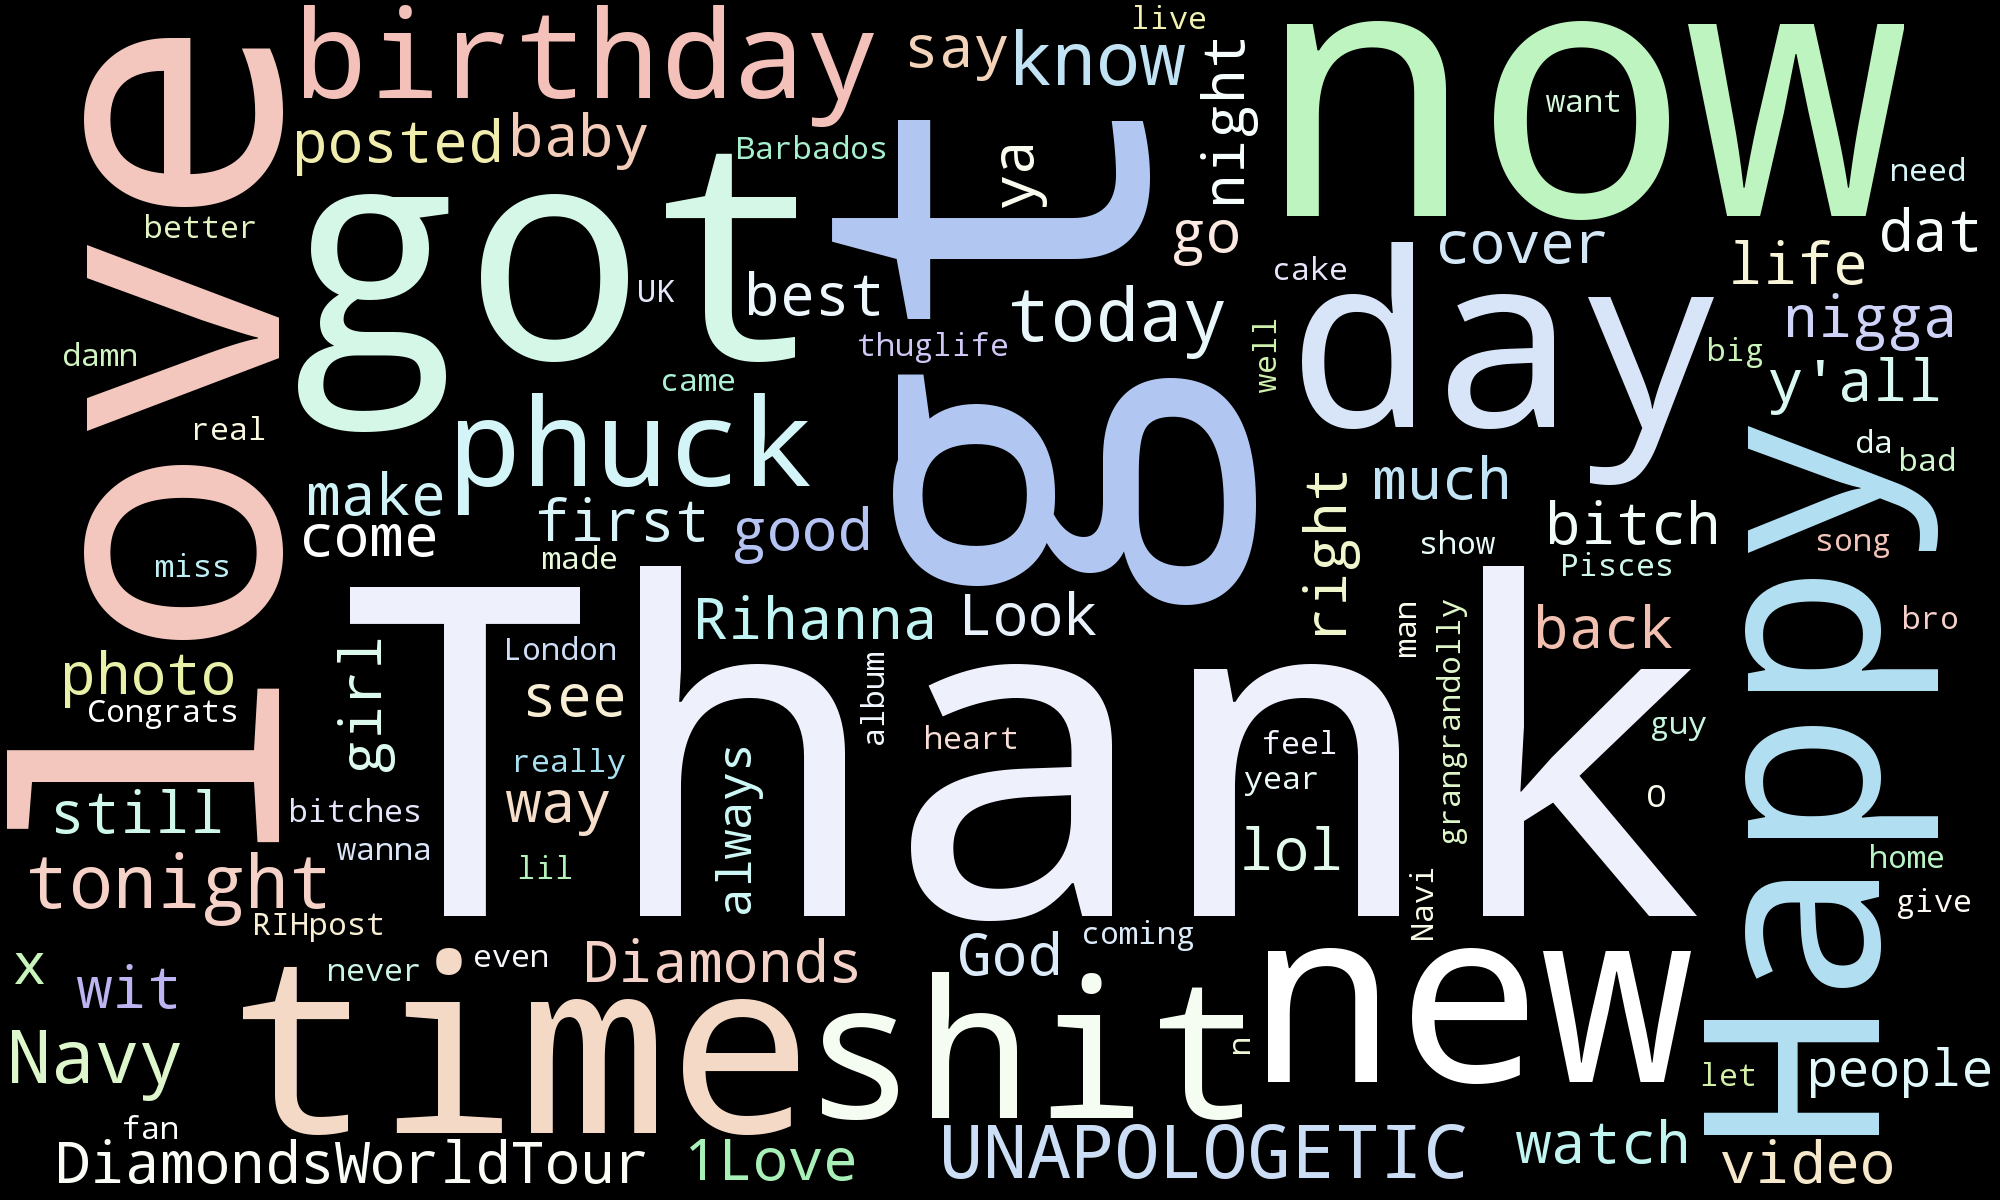 love
birthday
say
know
live
night
now
want
posted
baby
Barbados
gt
ya
need
better
got
go
cover
life
dat
UK
best
today
cake
day
nigga
damn
thuglife
well
big
y'all
came
real
phuck
da
bad
make
first
good
right
much
bitch
come
made
show
Pisces
song
miss
Thank
Rihanna
Look
man
grangrandolly
back
Happy
bro
photo
girl
London
see
album
heart
feel
guy
Congrats
really
always
year
O
still
bitches
way
lol
wanna
lil
home
tonight
Navi
give
RIHpost
x
wit
never
even
Diamonds
God
coming
new
time
shit
n
Navy
let
people
fan
DiamondsWorldTour
1Love
UNAPOLOGETIC
watch
video